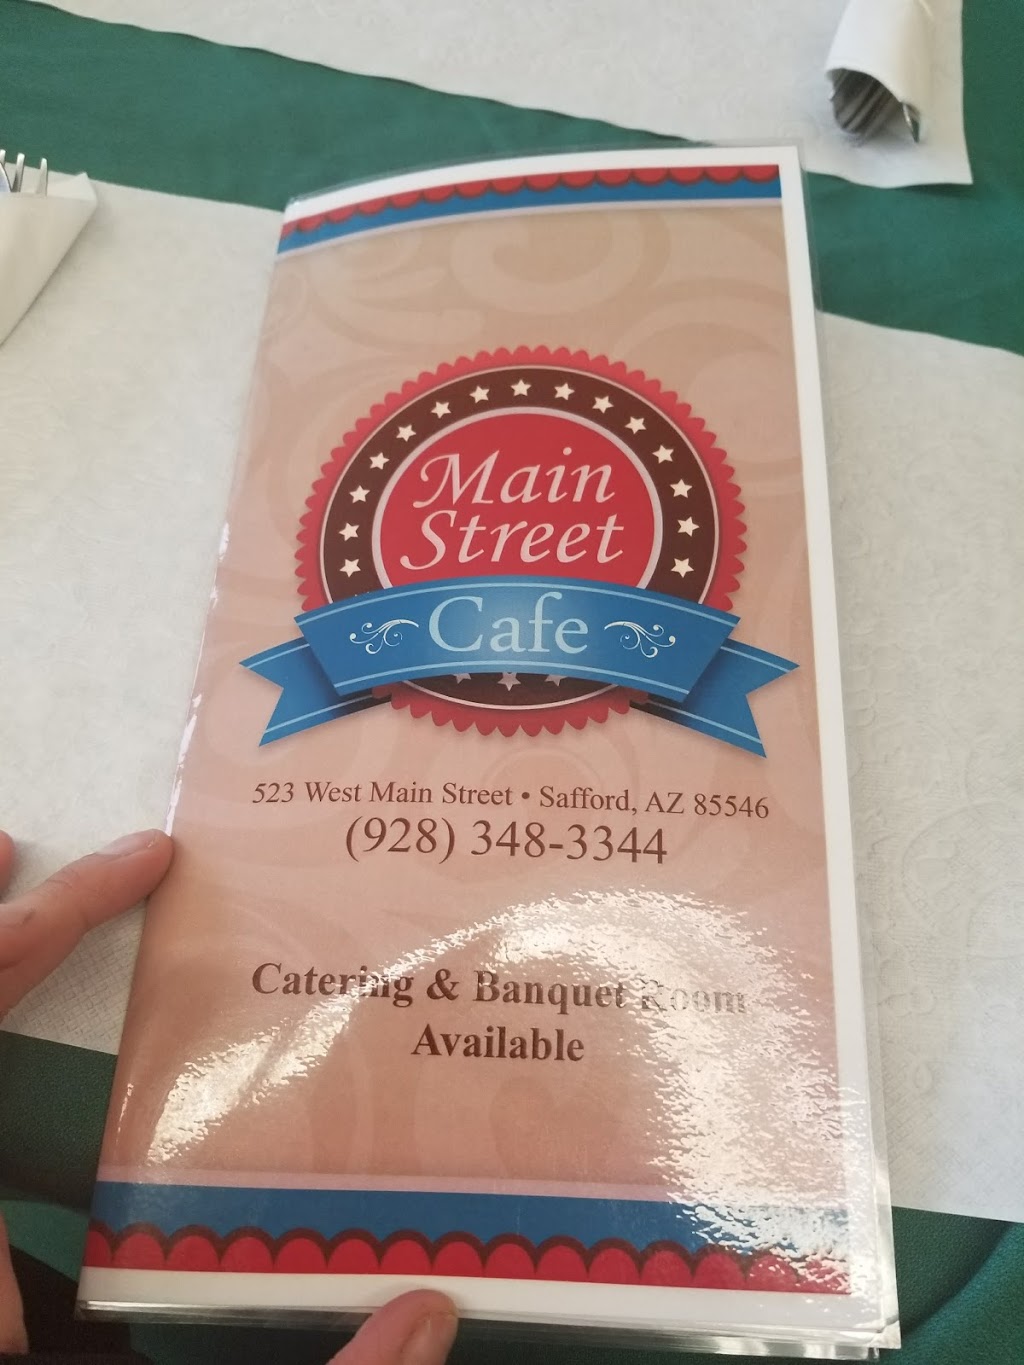 Main
Street
Cafe
523 West Main Street • Safford, AZ 85546
(928) 348-3344
Catering & Banquet Room
Available